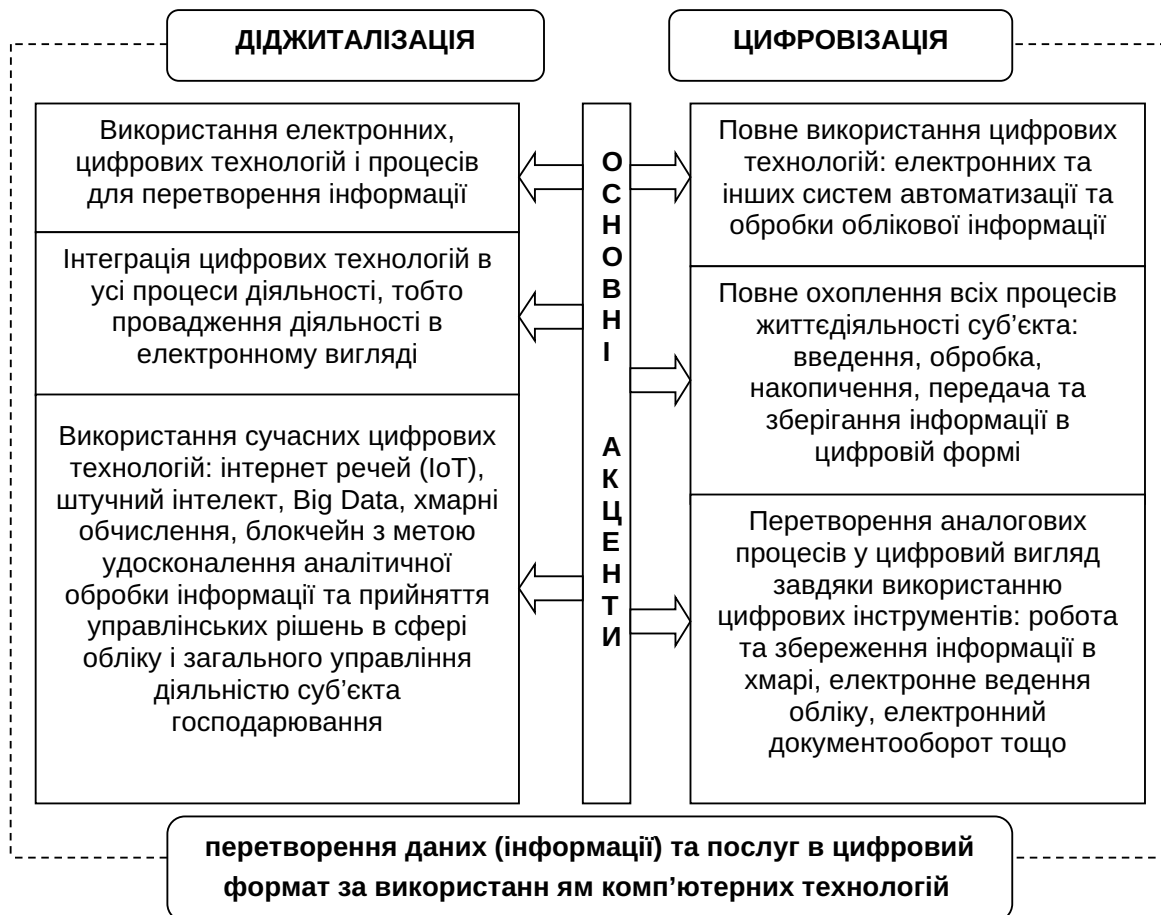 ДІДЖИТАЛІЗАЦІЯ
ЦИФРОВІЗАЦІЯ
Використання електронних,
цифрових технологій і процесів
для перетворення інформації
Інтеграція цифрових технологій в
усі процеси діяльності, тобто
провадження діяльності в
електронному вигляді
Використання сучасних цифрових
технологій: інтернет речей (IoT),
штучний інтелект, Big Data, хмарні
обчислення, блокчейн з метою
удосконалення аналітичної
обробки інформації та прийняття
управлінських рішень в сфері
обліку і загального управління
діяльністю суб’єкта
господарювання
ОСНОВНІ АКЦЕНТИ
Повне використання цифрових
технологій: електронних та
інших систем автоматизації та
обробки облікової інформації
Повне охоплення всіх процесів
життєдіяльності суб’єкта:
введення, обробка,
накопичення, передача та
зберігання інформації в
цифровій формі
Перетворення аналогових
процесів у цифровий вигляд
завдяки використанню
цифрових інструментів: робота
та збереження інформації в
хмарі, електронне ведення
обліку, електронний
документооборот тощо
перетворення даних (інформації) та послуг в цифровий
формат за використанн ям комп’ютерних технологій